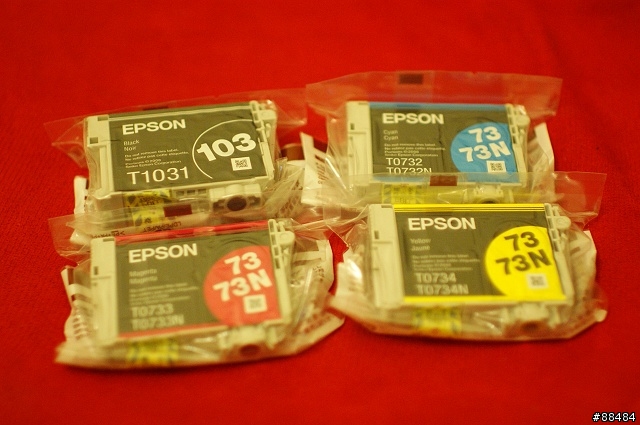 EPSON
Black
Noir
103
T1031
EPSON
Cyan
Cyan
73
73N
T0732
T0732N
EPSON
Magenta
Magenta
73
73N
T0733
T0733N
EPSON
Yellow
Jaune
73
73N
T0734
T0734N
#88484